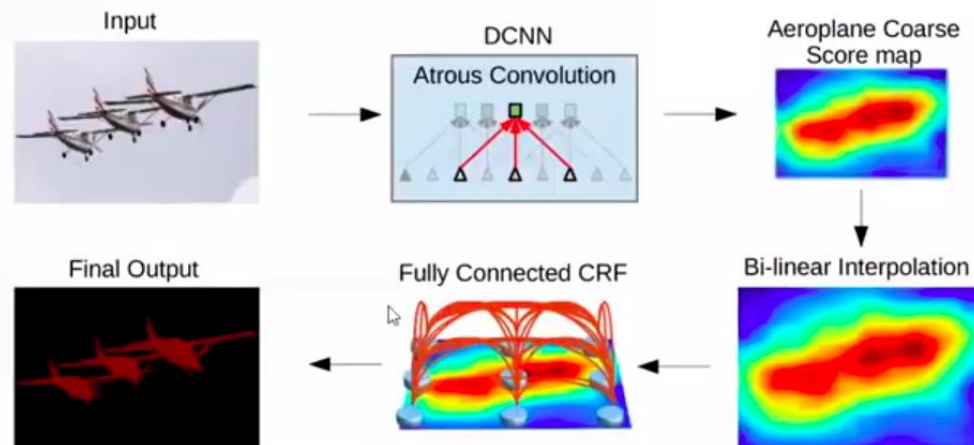 Input
DCNN
Aeroplane Coarse
Score map
Atrous Convolution
Final Output
Fully Connected CRF
Bi-linear Interpolation